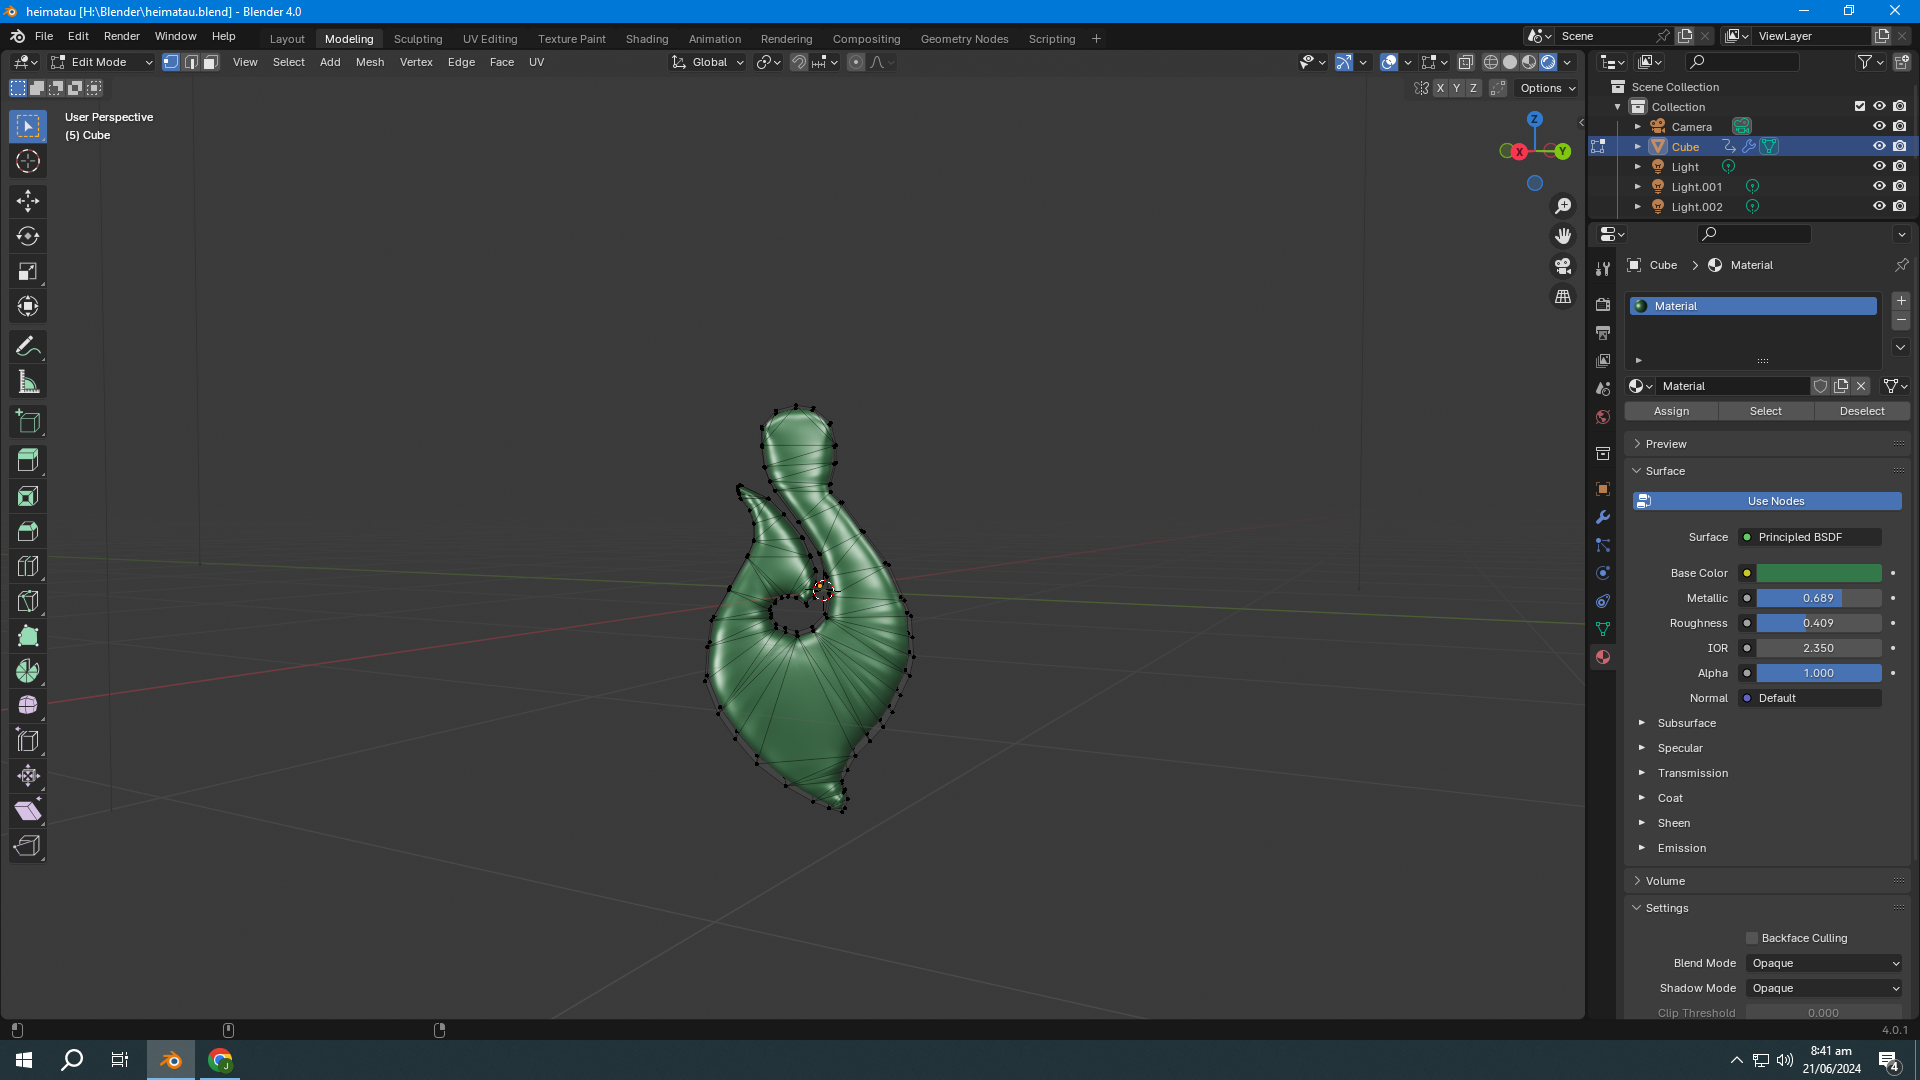 heimatau [H:\Blender\heimatau.blend] - Blender 4.0
File Edit Render Window Help Layout Modeling Sculpting UV Editing Texture Paint Shading Animation Rendering Compositing Geometry Nodes Scripting + Scene ViewLayer
Edit Mode View Select Add Mesh Vertex Edge Face UV Global
X Y Z Options
User Perspective
(5) Cube
Z
X Y
Scene Collection
Collection
Camera
Cube
Light
Light.001
Light.002
Cube > Material
Material
Material
Assign Select Deselect
Preview
Surface
Use Nodes
Surface Principled BSDF
Base Color
Metallic 0.689
Roughness 0.409
IOR 2.350
Alpha 1.000
Normal Default
Subsurface
Specular
Transmission
Coat
Sheen
Emission
Volume
Settings
Backface Culling
Blend Mode Opaque
Shadow Mode Opaque
Clip Threshold 0.000
4.0.1
J
8:41 am
21/06/2024
4